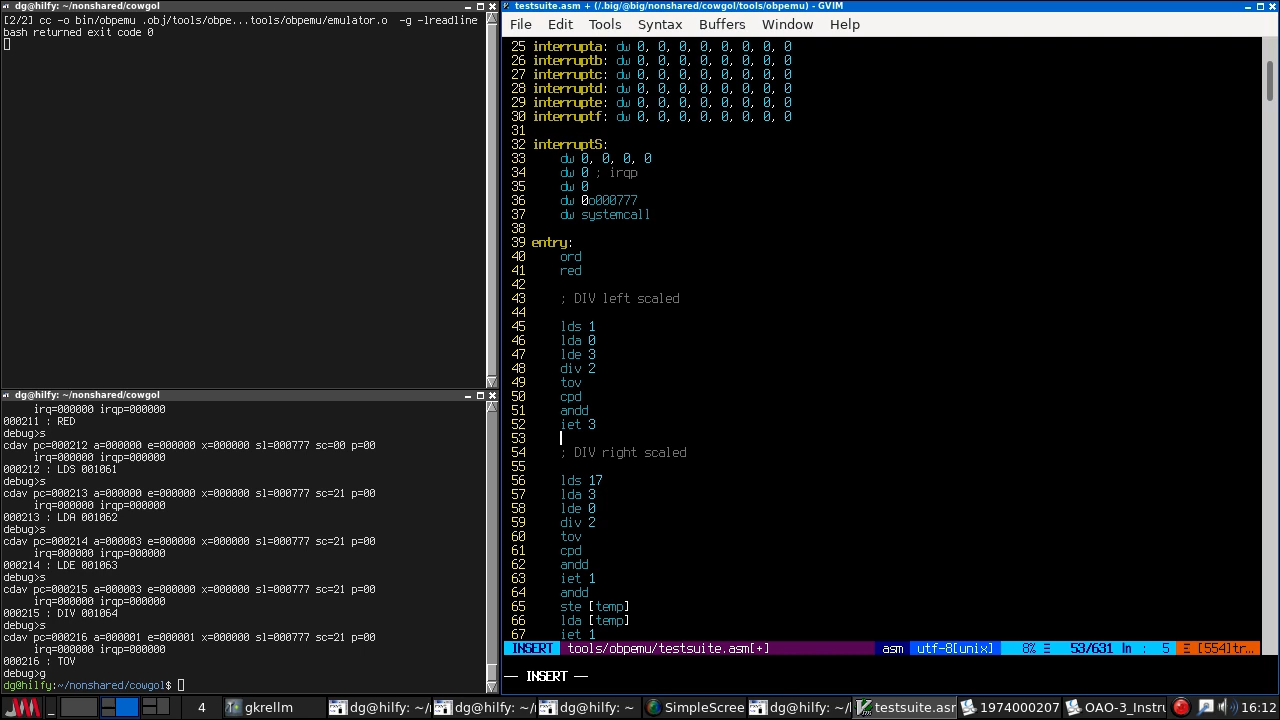 dg@hilfy: ~/nonshared/cowgol
[2/2] cc -o bin/obpemu .obj/tools/obpe...tools/obpemu/emulator.o  -g -lreadline
bash returned exit code 0
dg@hilfy: ~/nonshared/cowgol
irq=000000 irqp=000000
000211 : RED
debug>s
cdav pc=000212 a=000000 e=000000 x=000000 sl=000777 sc=00 p=00
irq=000000 irqp=000000
000212 : LDS 001061
debug>s
cdav pc=000213 a=000000 e=000000 x=000000 sl=000777 sc=21 p=00
irq=000000 irqp=000000
000213 : LDA 001062
debug>s
cdav pc=000214 a=000003 e=000000 x=000000 sl=000777 sc=21 p=00
irq=000000 irqp=000000
000214 : LDE 001063
debug>s
cdav pc=000215 a=000003 e=000000 x=000000 sl=000777 sc=21 p=00
irq=000000 irqp=000000
000215 : DIV 001064
debug>s
cdav pc=000216 a=000001 e=000001 x=000000 sl=000777 sc=21 p=00
irq=000000 irqp=000000
000216 : TOV
debug>g
dg@hilfy:~/nonshared/cowgol$
testsuite.asm + (/.big/@big/nonshared/cowgol/tools/obpemu) - GVIM
File Edit Tools Syntax Buffers Window Help
25 interrupta: dw 0, 0, 0, 0, 0, 0, 0, 0
26 interruptb: dw 0, 0, 0, 0, 0, 0, 0, 0
27 interruptc: dw 0, 0, 0, 0, 0, 0, 0, 0
28 interruptd: dw 0, 0, 0, 0, 0, 0, 0, 0
29 interrupte: dw 0, 0, 0, 0, 0, 0, 0, 0
30 interruptf: dw 0, 0, 0, 0, 0, 0, 0, 0
31
32 interruptS:
33 dw 0, 0, 0, 0
34 dw 0 ; irqp
35 dw 0
36 dw 0o000777
37 dw systemcall
38
39 entry:
40 ord
41 red
42
43 ; DIV left scaled
44
45 lds 1
46 lda 0
47 lde 3
48 div 2
49 tov
50 cpd
51 andd
52 iet 3
53
54 ; DIV right scaled
55
56 lds 17
57 lda 3
58 lde 0
59 div 2
60 tov
61 cpd
62 andd
63 iet 1
64 andd
65 ste [temp]
66 lda [temp]
67 iet 1
INSERT tools/obpemu/testsuite.asm[+] asm utf-8[unix] 8% Ξ 53/631 ln : 5 Ξ [554]tr...
-- INSERT --
4 gkrellm dg@hilfy: ~/ dg@hilfy: ~/ dg@hilfy: ~ SimpleScree dg@hilfy: ~/ testsuite.asr 1974000207 OAO-3_Instru 16:12